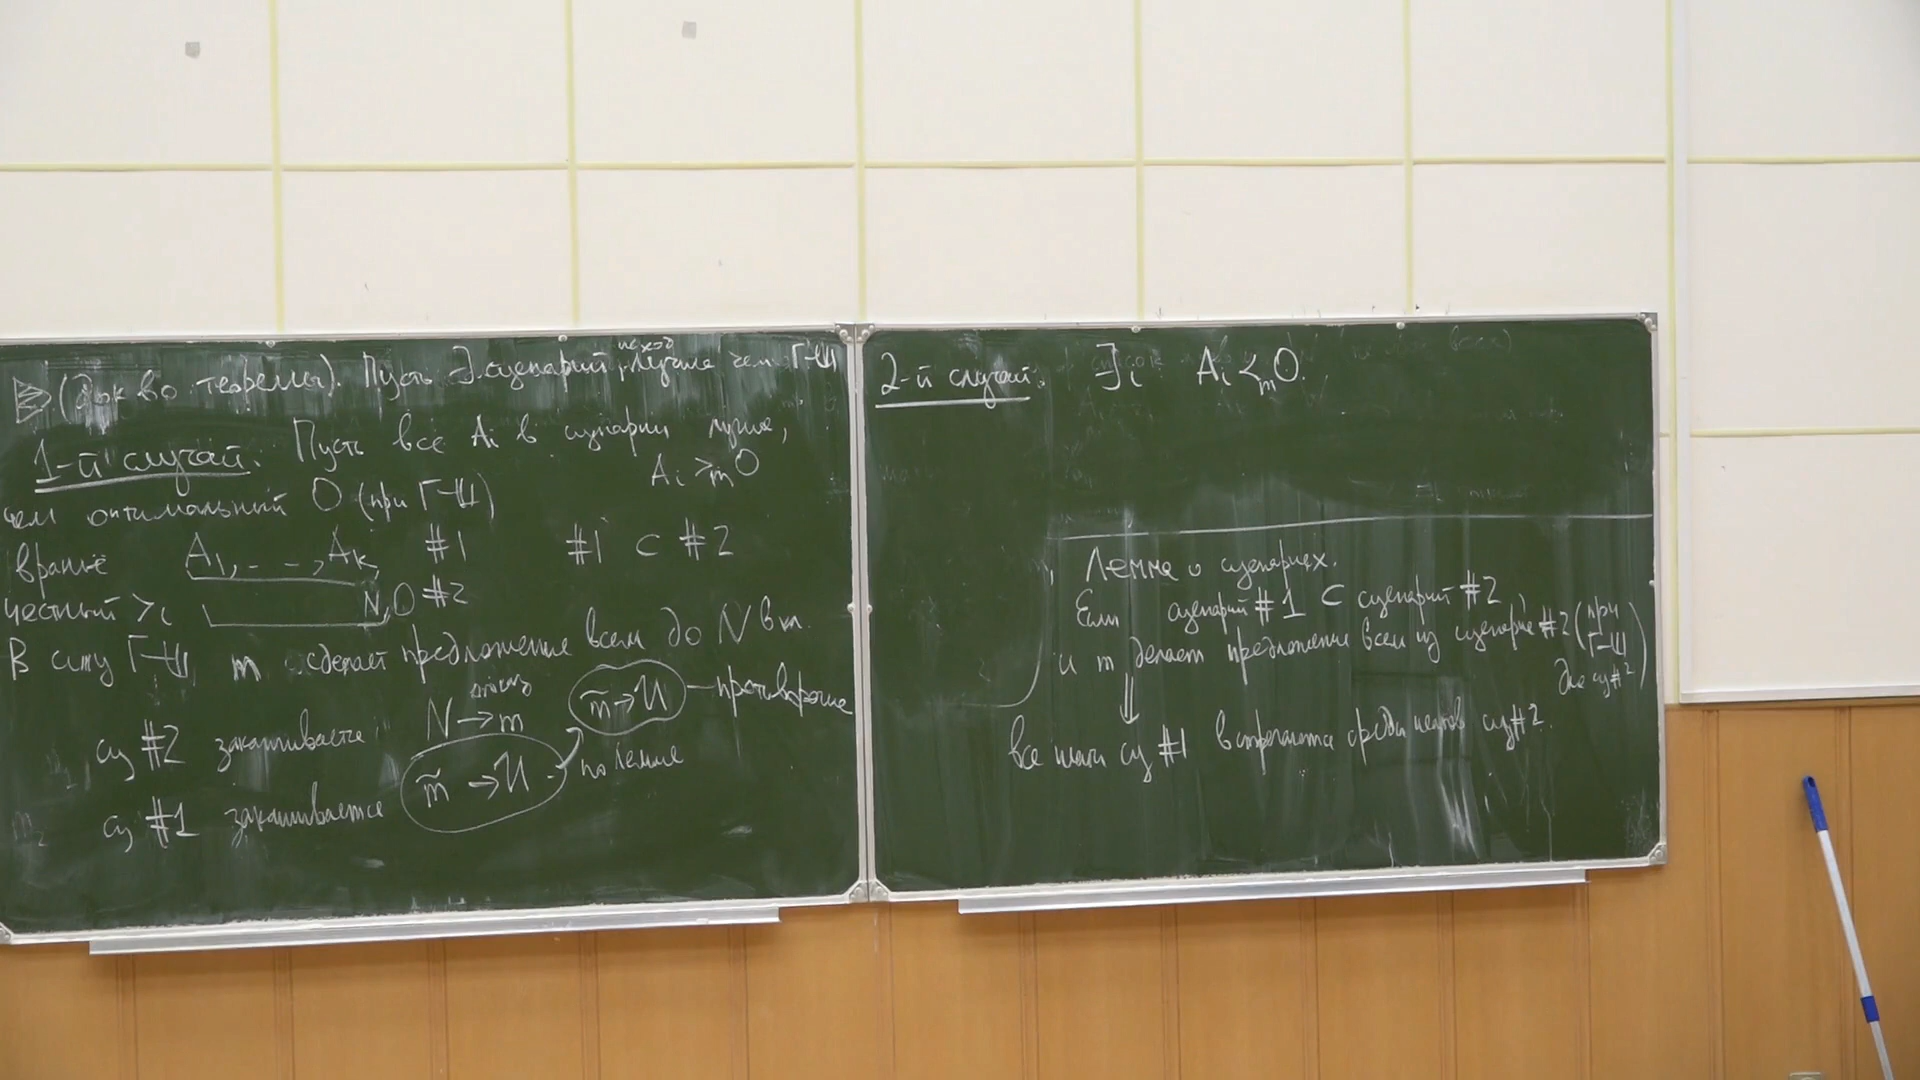 (Док-во теоремы). Пусть ∃ сценарий, исход лучше чем Г-Ш
1-й случай. Пусть все Ai в сценарии лучше,
чем оптимальный O (при Г-Ш) Ai >m O
враньё A1, - - , Ak, #1 #1 ⊂ #2
честный >i N, O #2
В силу Г-Ш, m сделает предложение всем до N вкл.
сц #2 заканчивается N → m отказ
сц #1 заканчивается m̃ → И по лемме m̃ → И — противоречие
2-й случай. ∃i Ai <m O.
Лемма о сценариях.
Если сценарий #1 ⊂ сценарий #2
и m делает предложение всем из сценария #2 (при Г-Ш для сц #2)
⇓
все шаги сц #1 встречаются среди шагов сц #2.